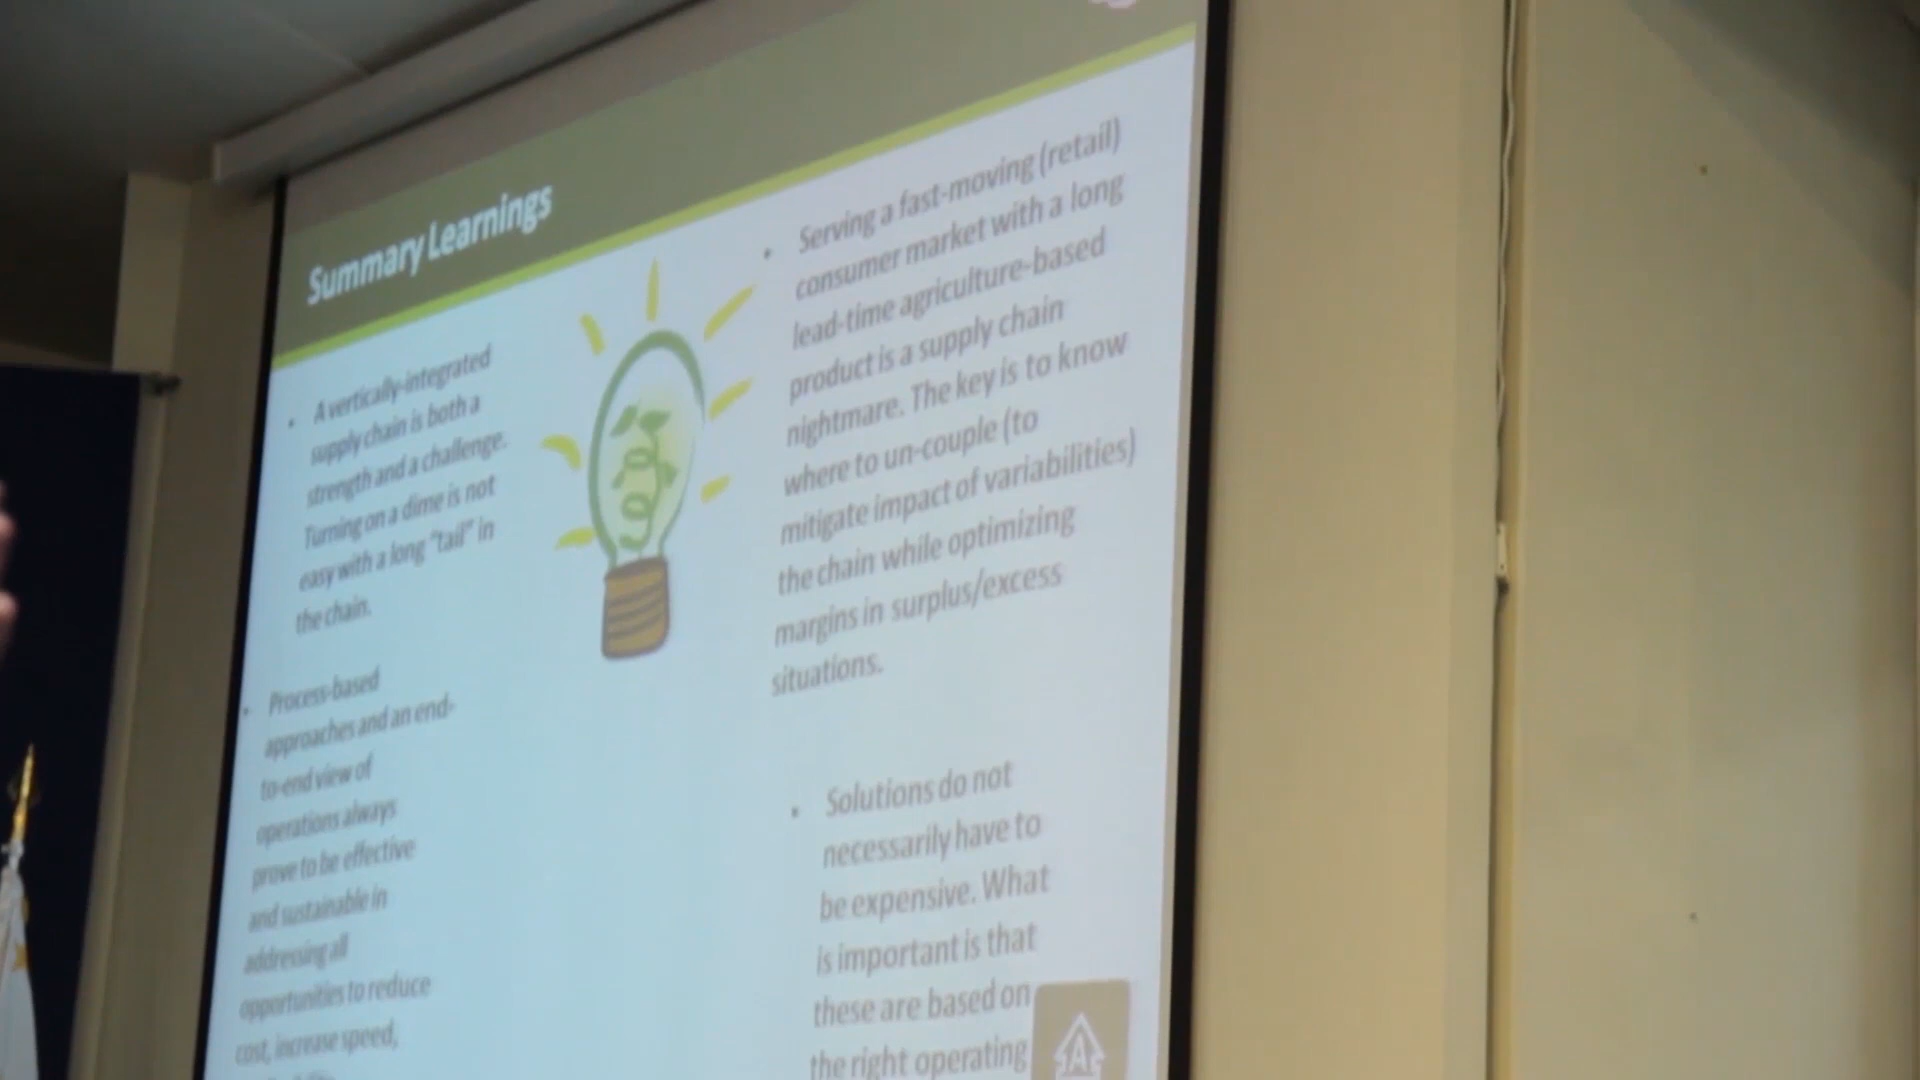 Summary Learnings
• A vertically-integrated
supply chain is both a
strength and a challenge.
Turning on a dime is not
easy with a long "tail" in
the chain.
• Process-based
approaches and an end-
to-end view of
operations always
prove to be effective
and sustainable in
addressing all
opportunities to reduce
cost, increase speed,
• Serving a fast-moving (retail)
consumer market with a long
lead-time agriculture-based
product is a supply chain
nightmare. The key is to know
where to un-couple (to
mitigate impact of variabilities)
the chain while optimizing
margins in surplus/excess
situations.
• Solutions do not
necessarily have to
be expensive. What
is important is that
these are based on
the right operating
A